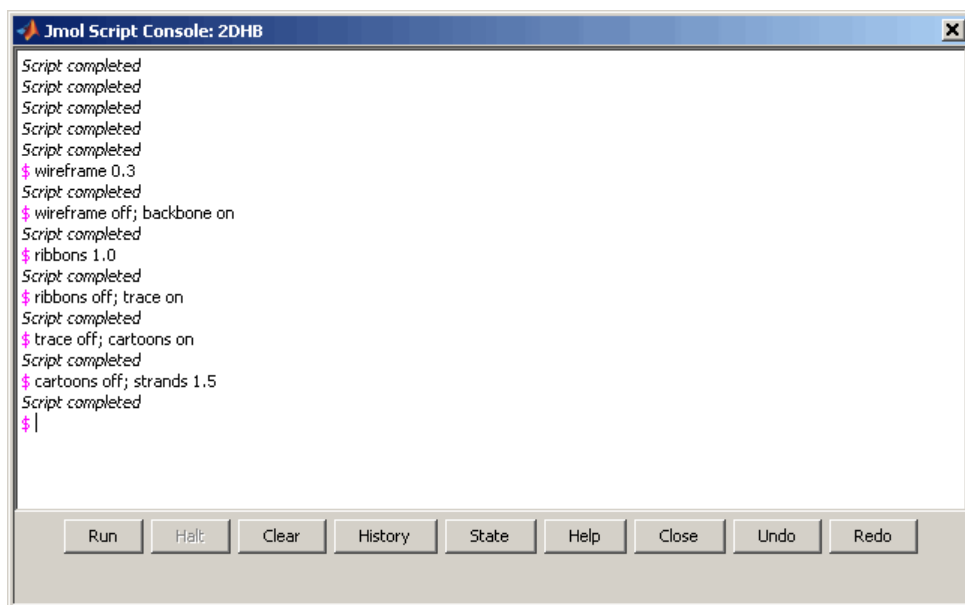 Jmol Script Console: 2DHB
Script completed
Script completed
Script completed
Script completed
Script completed
$ wireframe 0.3
Script completed
$ wireframe off; backbone on
Script completed
$ ribbons 1.0
Script completed
$ ribbons off; trace on
Script completed
$ trace off; cartoons on
Script completed
$ cartoons off; strands 1.5
Script completed
$
Run Halt Clear History State Help Close Undo Redo